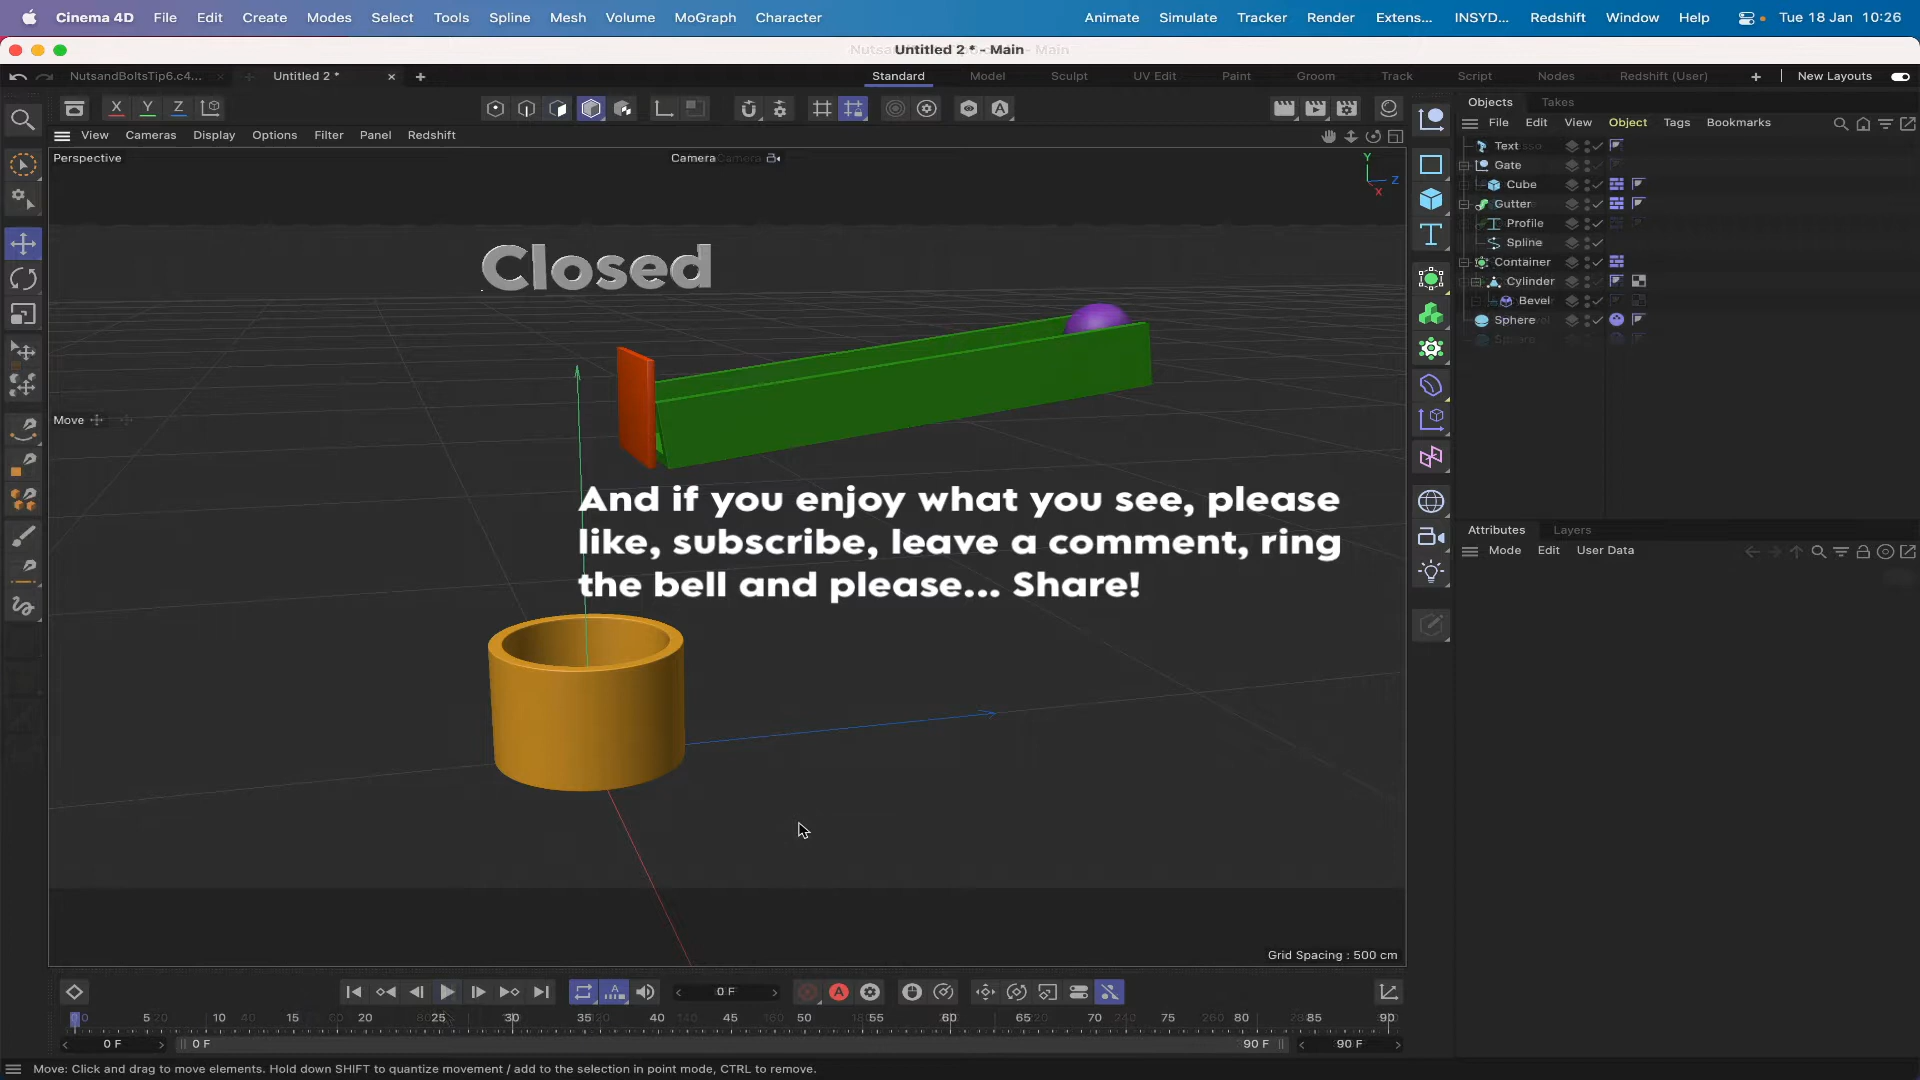 Cinema 4D File Edit Create Modes Select Tools Spline Mesh Volume MoGraph Character Animate Simulate Tracker Render Extens... INSYD... Redshift Window Help Tue 18 Jan 10:26
Untitled 2 * - Main
NutsandBoltsTip6.c4... Untitled 2 * Standard Model Sculpt UV Edit Paint Groom Track Script Nodes Redshift (User) New Layouts
X Y Z
Objects Takes
View Cameras Display Options Filter Panel Redshift
File Edit View Object Tags Bookmarks
Perspective
Camera
Y
Z
X
Text
Gate
Cube
Gutter
Profile
Spline
Container
Cylinder
Bevel
Sphere
Closed
Move
And if you enjoy what you see, please
like, subscribe, leave a comment, ring
the bell and please... Share!
Attributes Layers
Mode Edit User Data
Grid Spacing : 500 cm
0 F
0 5 10 15 20 25 30 35 40 45 50 55 60 65 70 75 80 85 90
0 F 0 F 90 F 90 F
Move: Click and drag to move elements. Hold down SHIFT to quantize movement / add to the selection in point mode, CTRL to remove.